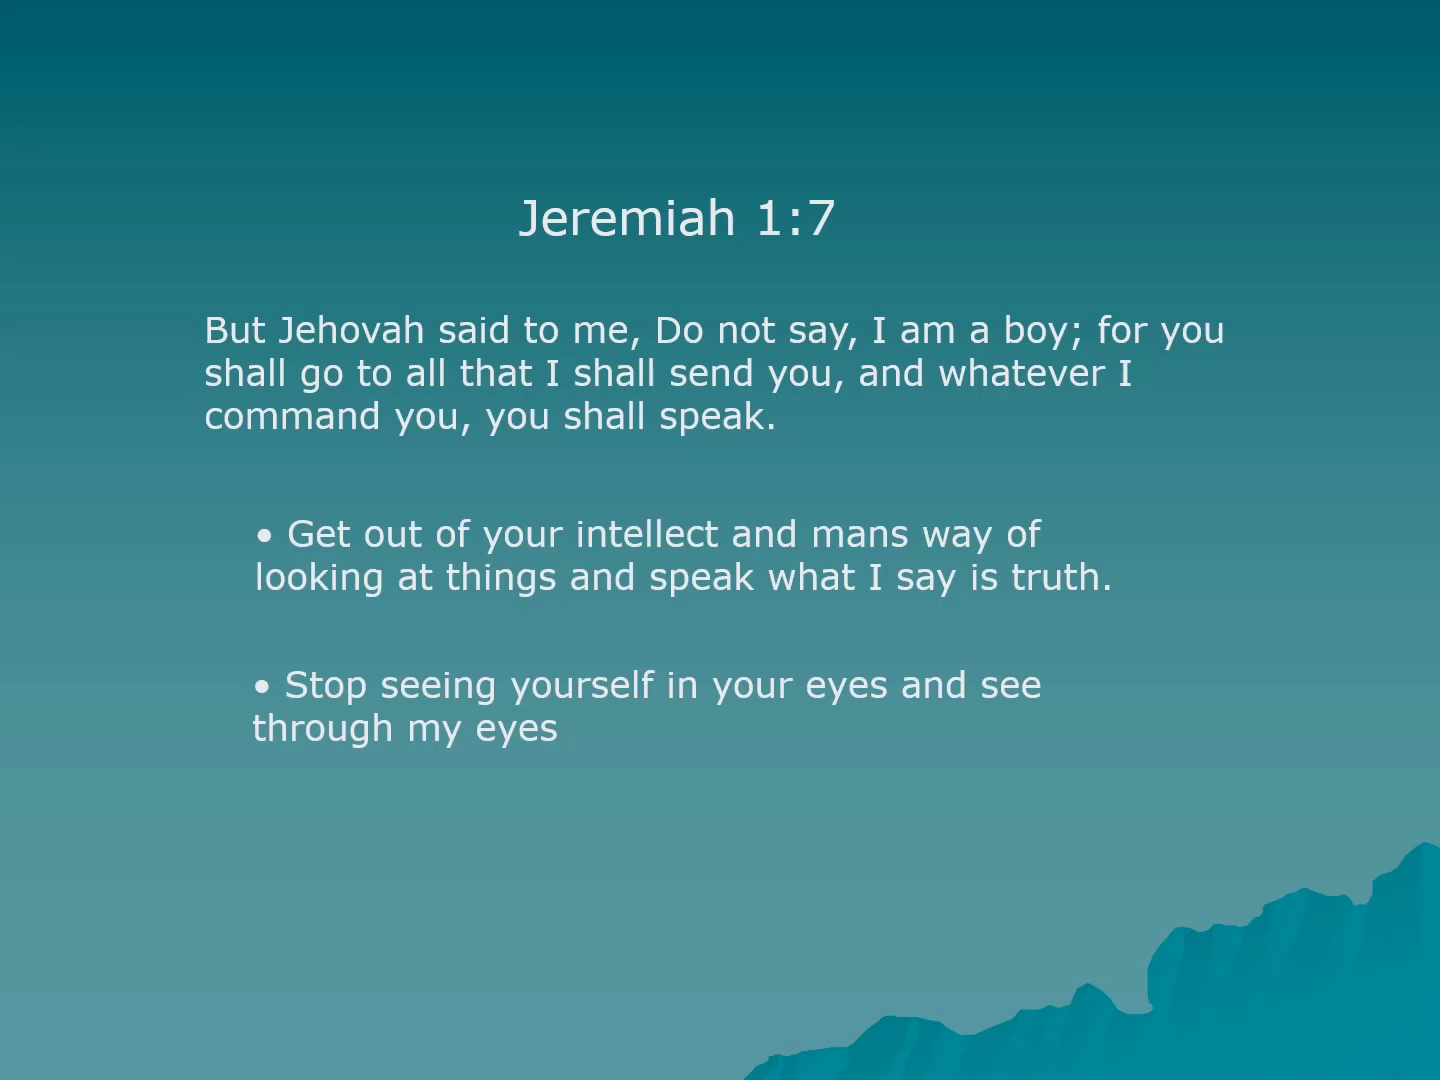 Jeremiah 1:7
But Jehovah said to me, Do not say, I am a boy; for you
shall go to all that I shall send you, and whatever I
command you, you shall speak.
• Get out of your intellect and mans way of
looking at things and speak what I say is truth.
• Stop seeing yourself in your eyes and see
through my eyes